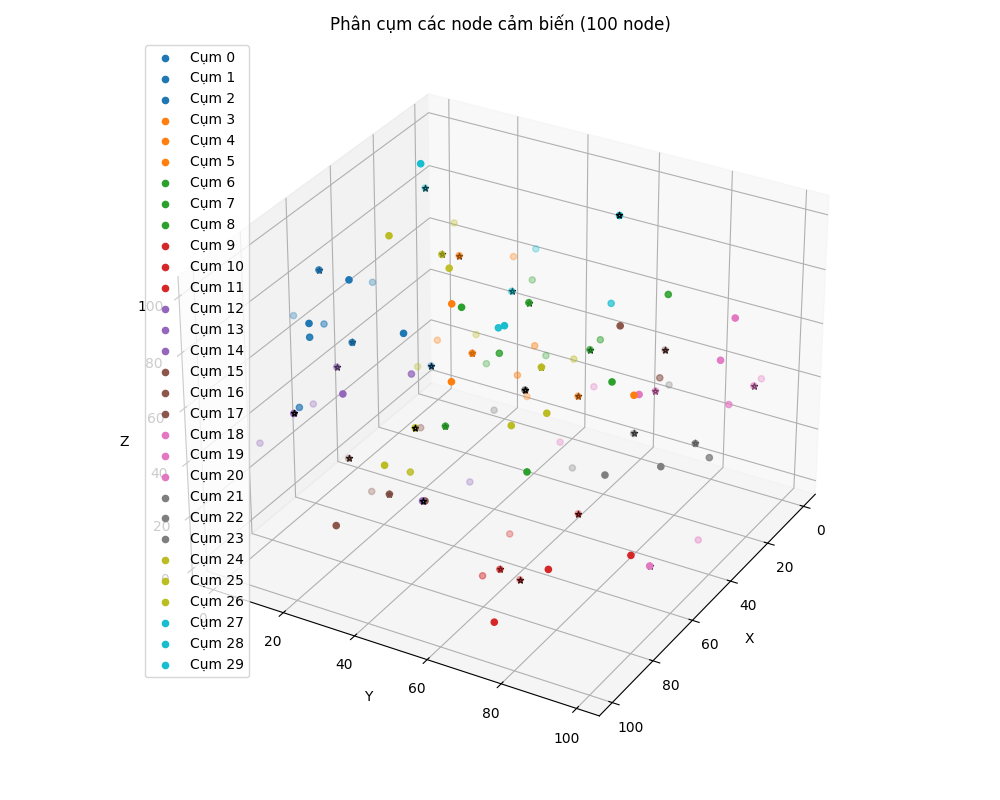 Phân cụm các node cảm biến (100 node)
Cụm 0
Cụm 1
Cụm 2
Cụm 3
Cụm 4
Cụm 5
Cụm 6
Cụm 7
Cụm 8
Cụm 9
Cụm 10
Cụm 11
Cụm 12
Cụm 13
Cụm 14
Cụm 15
Cụm 16
Cụm 17
Cụm 18
Cụm 19
Cụm 20
Cụm 21
Cụm 22
Cụm 23
Cụm 24
Cụm 25
Cụm 26
Cụm 27
Cụm 28
Cụm 29
100
80
60
40
20
0
Z
0
20
40
60
80
100
Y
0
20
40
60
80
100
X